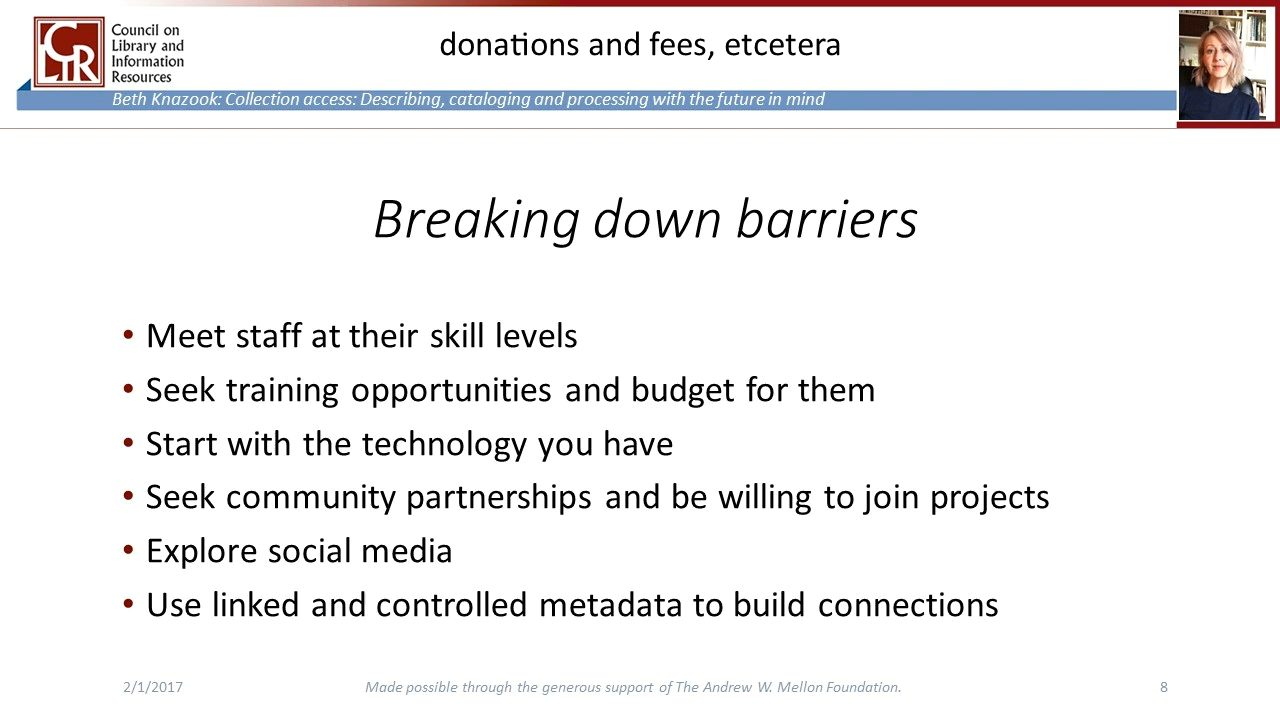 CLIR
Council on
Library and
Information
Resources
donations and fees, etcetera
Beth Knazook: Collection access: Describing, cataloging and processing with the future in mind
Breaking down barriers
• Meet staff at their skill levels
• Seek training opportunities and budget for them
• Start with the technology you have
• Seek community partnerships and be willing to join projects
• Explore social media
• Use linked and controlled metadata to build connections
2/1/2017
Made possible through the generous support of The Andrew W. Mellon Foundation.
8